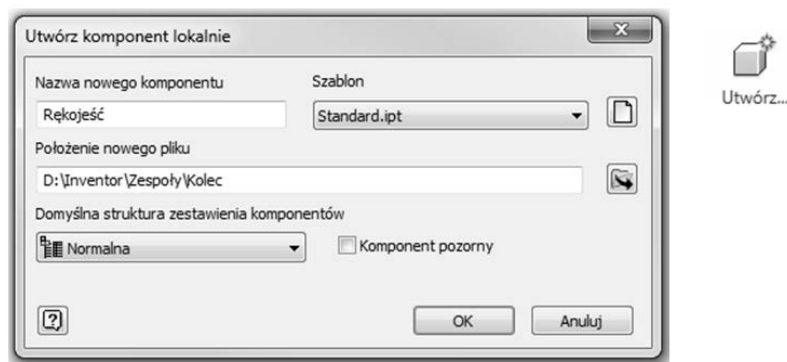 Utwórz komponent lokalnie
Nazwa nowego komponentu
Szablon
Rękojeść
Standard.ipt
Położenie nowego pliku
D:\Inventor\Zespoły\Kolec
Domyślna struktura zestawienia komponentów
Normalna
Komponent pozorny
OK
Anuluj
Utwórz...